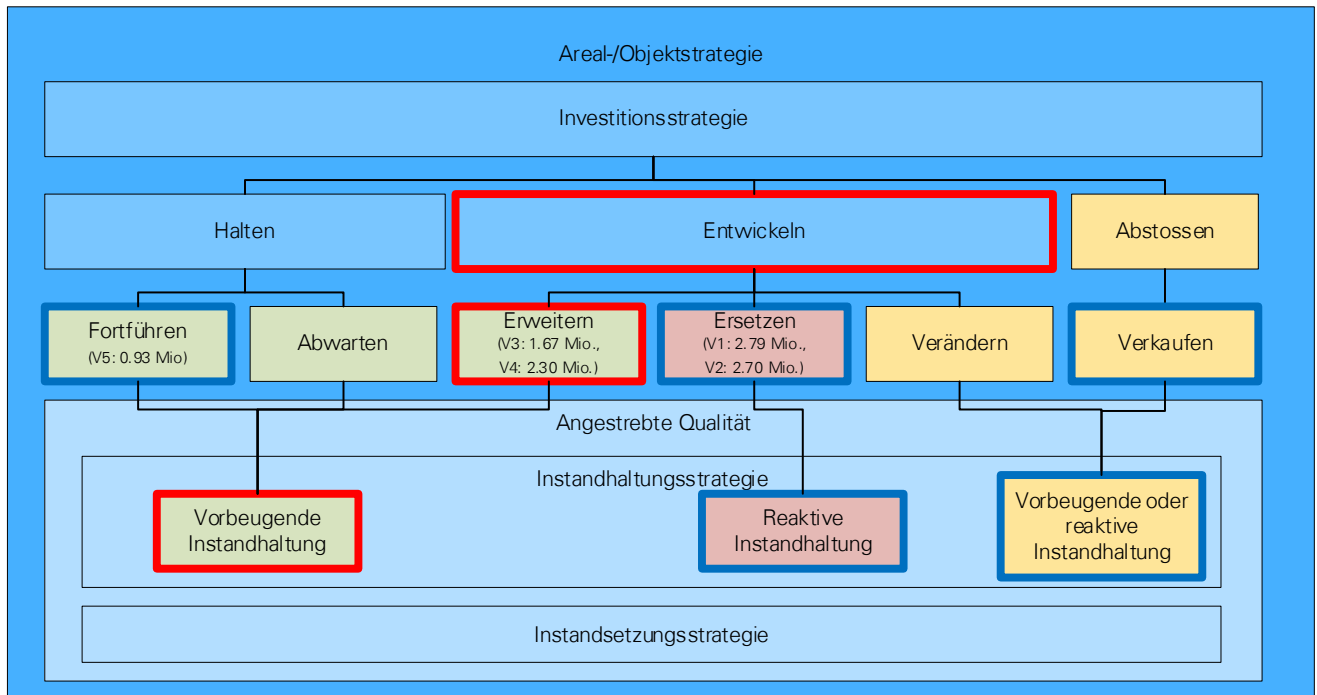 Areal-/Objektstrategie
Investitionsstrategie
Halten
Entwickeln
Abstossen
Fortführen
(V5: 0.93 Mio)
Abwarten
Erweitern
(V3: 1.67 Mio.,
V4: 2.30 Mio.)
Ersetzen
(V1: 2.79 Mio.,
V2: 2.70 Mio.)
Verändern
Verkaufen
Angestrebte Qualität
Instandhaltungsstrategie
Vorbeugende
Instandhaltung
Reaktive
Instandhaltung
Vorbeugende oder
reaktive
Instandhaltung
Instandsetzungsstrategie